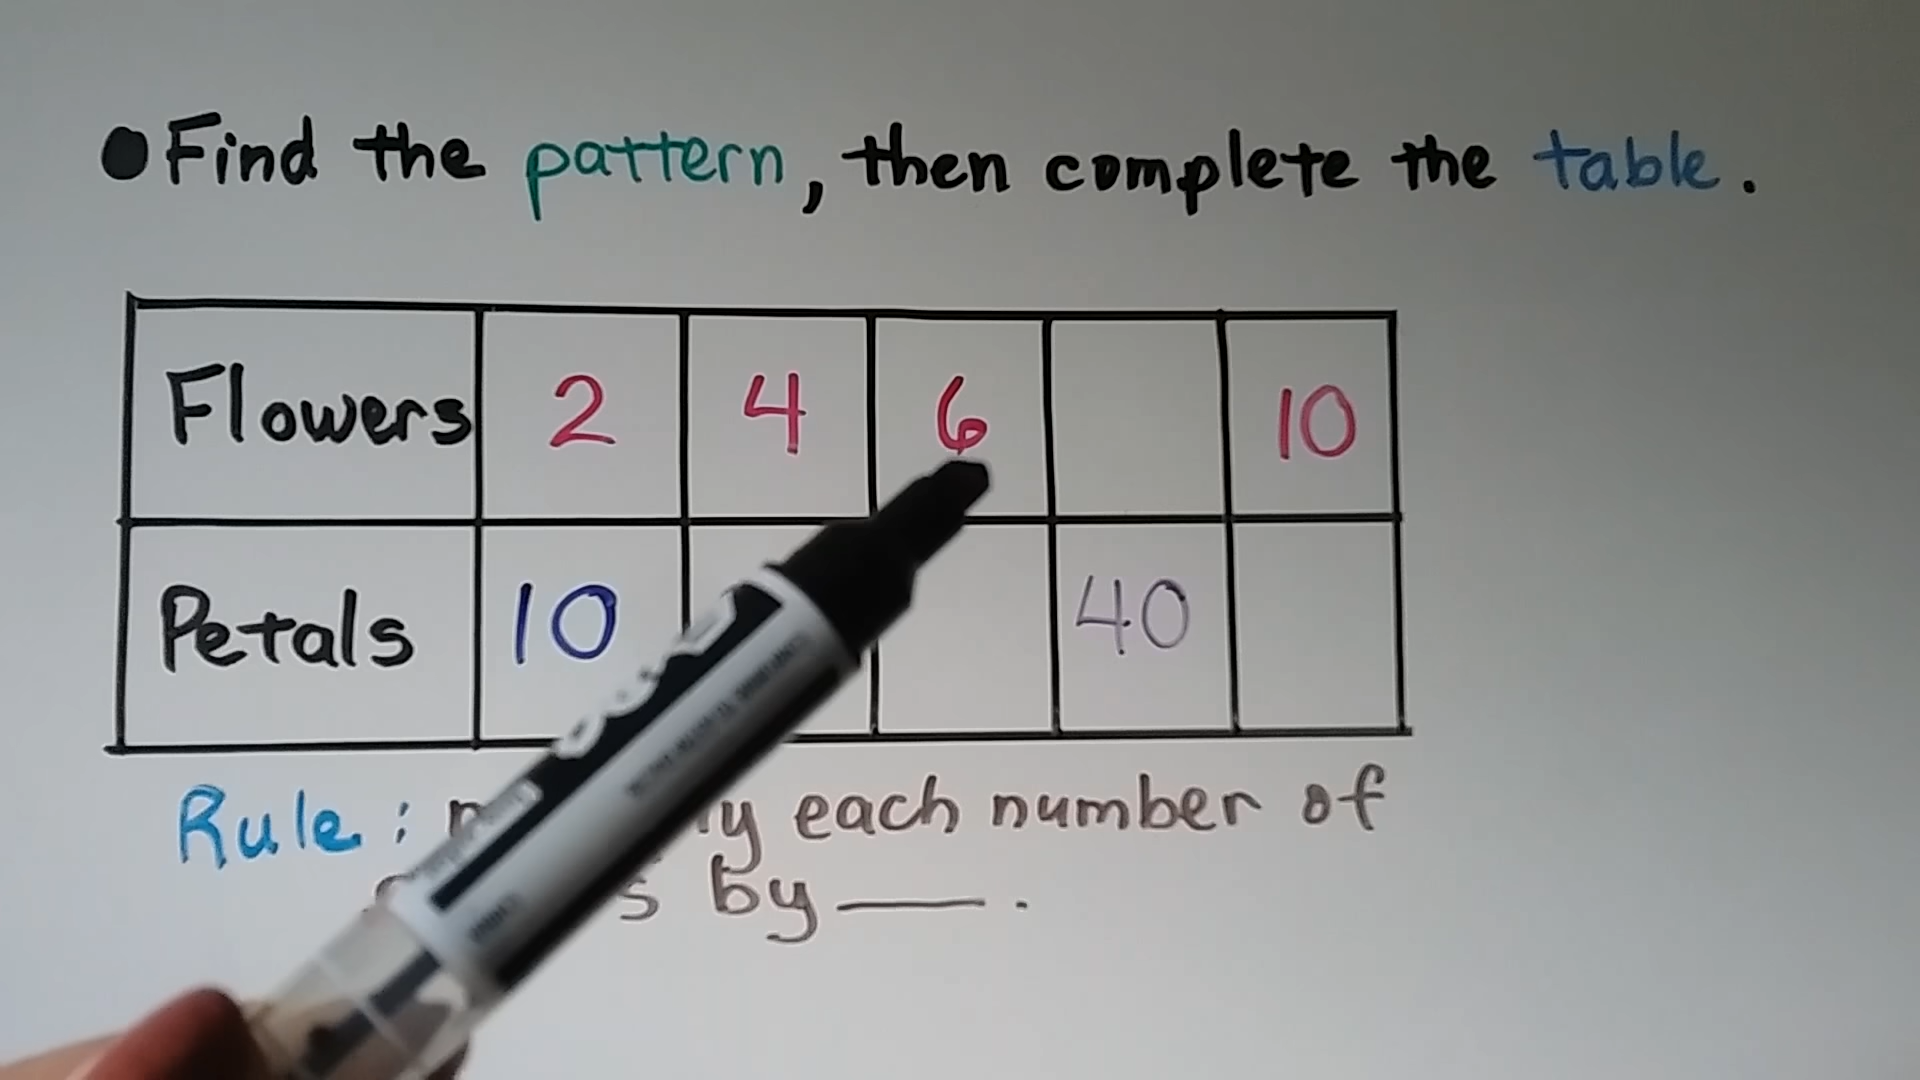 Find the pattern, then complete the table.
Flowers 2 4 6 10
Petals 10 40
Rule: each number of
by ___.